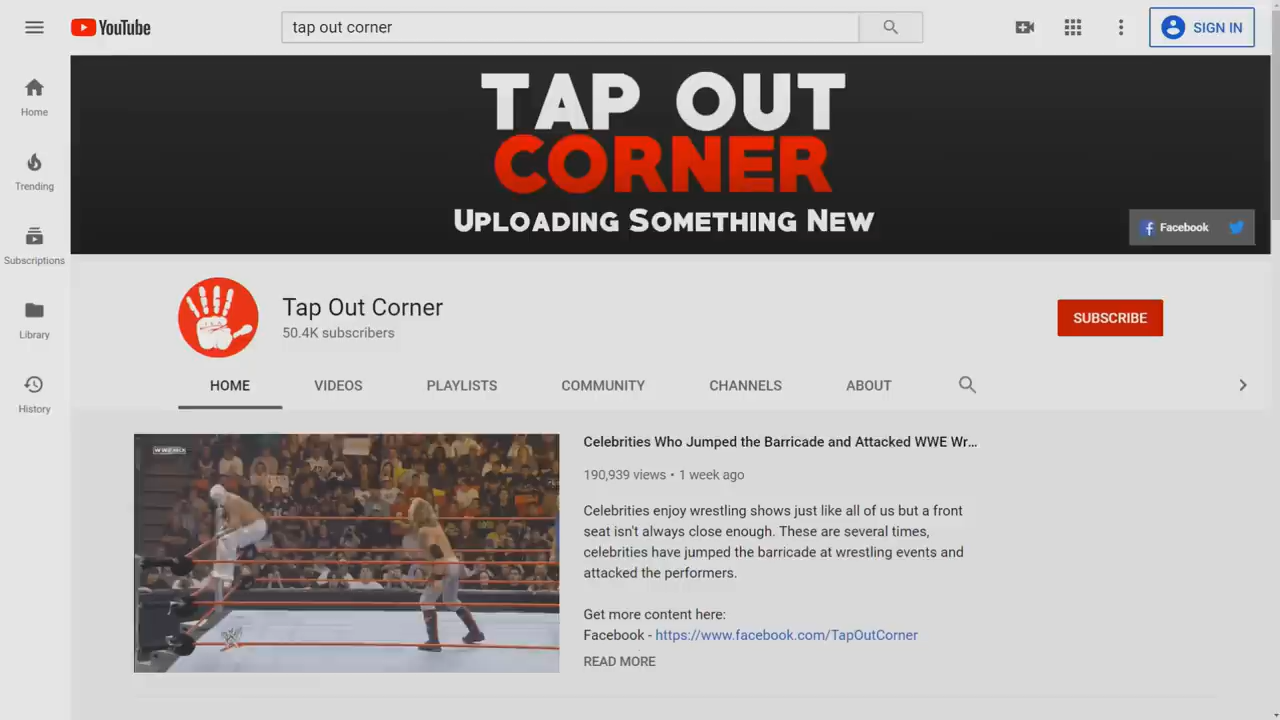 YouTube
tap out corner
SIGN IN
Home
Trending
Subscriptions
Library
History
TAP OUT
CORNER
UPLOADING SOMETHING NEW
Facebook
Tap Out Corner
50.4K subscribers
SUBSCRIBE
HOME
VIDEOS
PLAYLISTS
COMMUNITY
CHANNELS
ABOUT
Celebrities Who Jumped the Barricade and Attacked WWE Wr...
190,939 views • 1 week ago
Celebrities enjoy wrestling shows just like all of us but a front
seat isn't always close enough. These are several times,
celebrities have jumped the barricade at wrestling events and
attacked the performers.
Get more content here:
Facebook - https://www.facebook.com/TapOutCorner
READ MORE